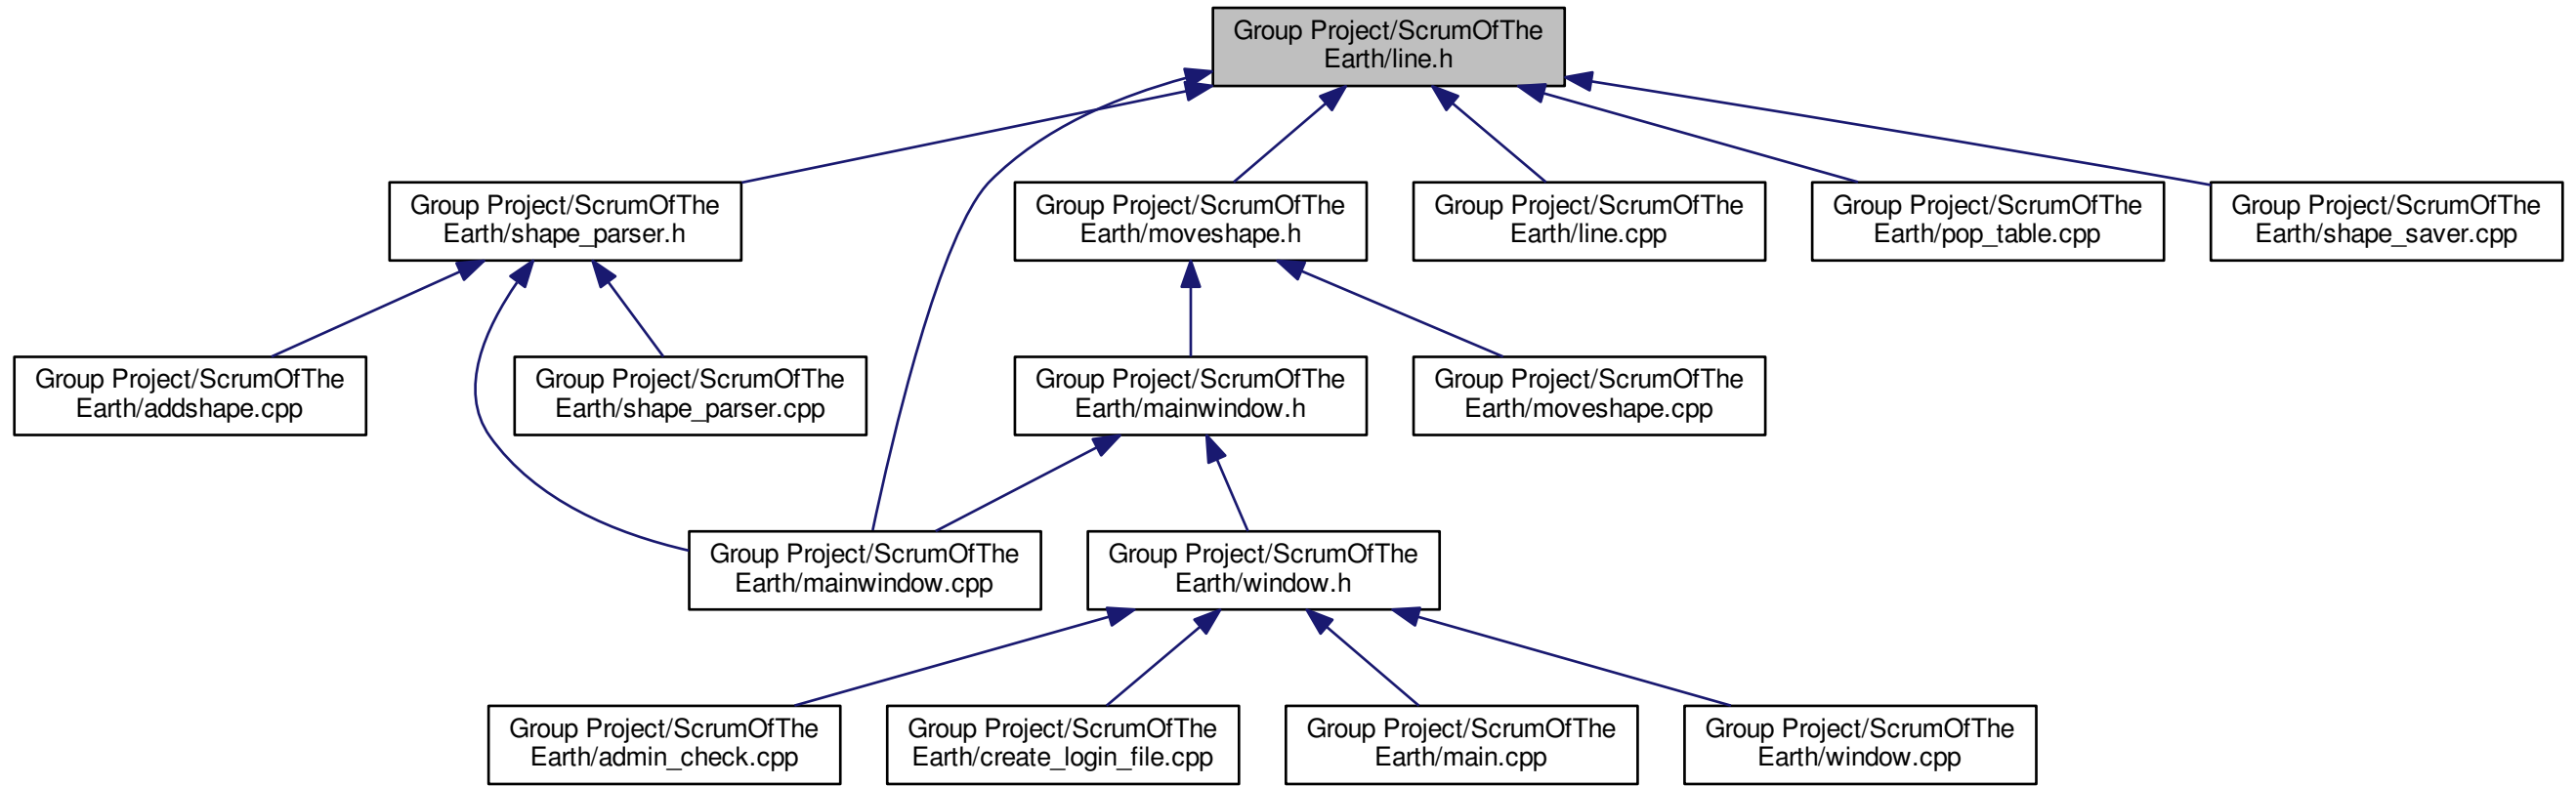 Group Project/ScrumOfThe
Earth/line.h
Group Project/ScrumOfThe
Earth/shape_parser.h
Group Project/ScrumOfThe
Earth/moveshape.h
Group Project/ScrumOfThe
Earth/line.cpp
Group Project/ScrumOfThe
Earth/pop_table.cpp
Group Project/ScrumOfThe
Earth/shape_saver.cpp
Group Project/ScrumOfThe
Earth/addshape.cpp
Group Project/ScrumOfThe
Earth/shape_parser.cpp
Group Project/ScrumOfThe
Earth/mainwindow.h
Group Project/ScrumOfThe
Earth/moveshape.cpp
Group Project/ScrumOfThe
Earth/mainwindow.cpp
Group Project/ScrumOfThe
Earth/window.h
Group Project/ScrumOfThe
Earth/admin_check.cpp
Group Project/ScrumOfThe
Earth/create_login_file.cpp
Group Project/ScrumOfThe
Earth/main.cpp
Group Project/ScrumOfThe
Earth/window.cpp